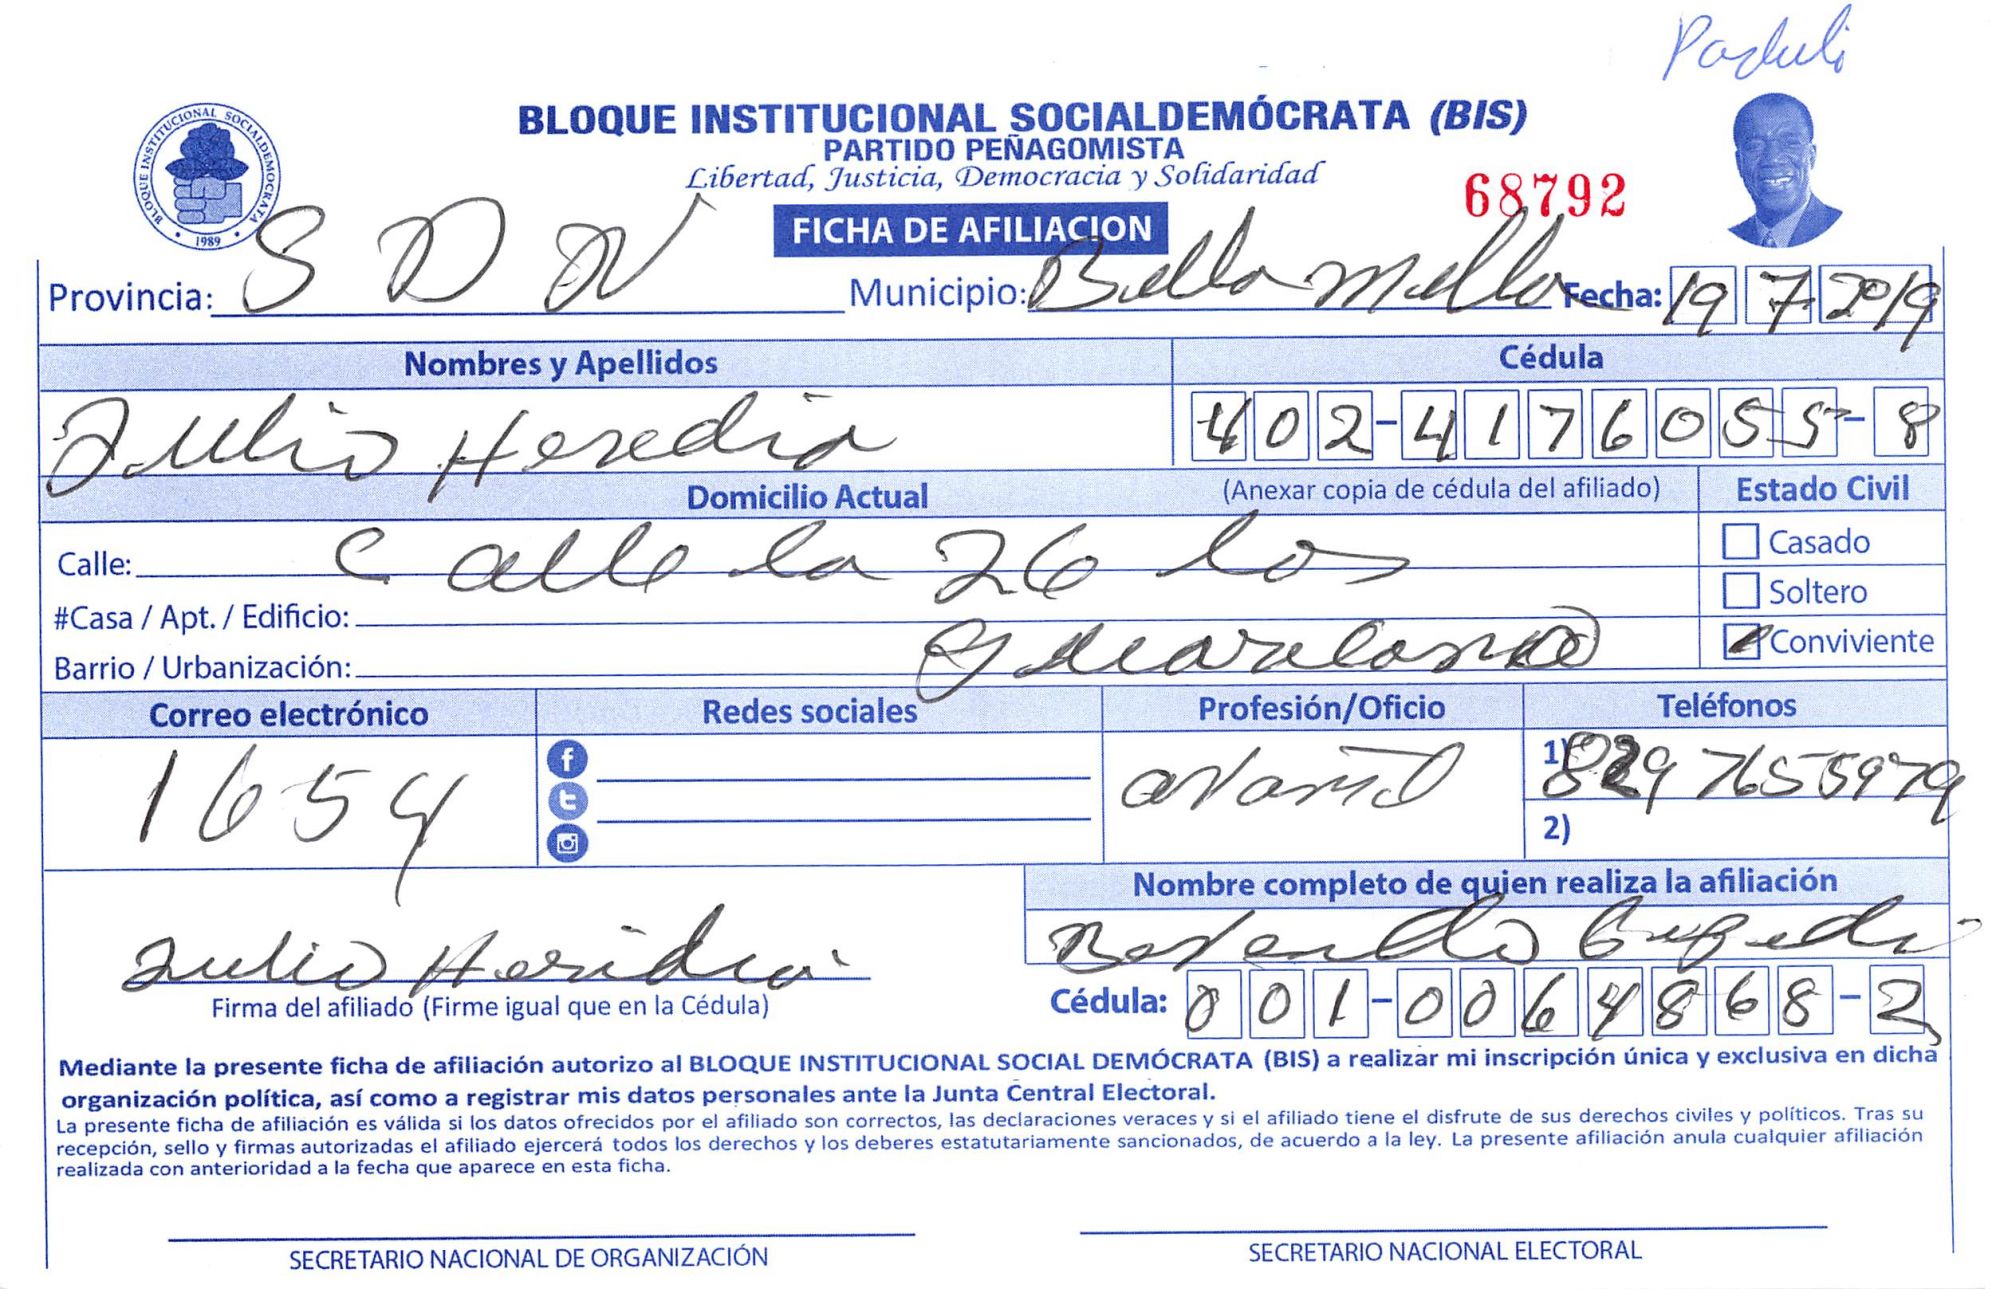 BLOQUE INSTITUCIONAL SOCIALDEMÓCRATA (BIS)
PARTIDO PEÑAGOMISTA
Libertad, Justicia, Democracia y Solidaridad
BLOQUE INSTITUCIONAL SOCIALDEMOCRATA
1989
68792
FICHA DE AFILIACION
Provincia: S D N Municipio: Bella Mella Fecha: 19 7 2019
Nombres y Apellidos Cédula
Julio Heredia 402-4176055-8
Domicilio Actual (Anexar copia de cédula del afiliado) Estado Civil
Calle: Calle la 26 los Casado
#Casa / Apt. / Edificio: Soltero
Barrio / Urbanización: Conviviente
Correo electrónico Redes sociales Profesión/Oficio Teléfonos
1654 1) 829 7655979
2)
Nombre completo de quien realiza la afiliación
Julio Heridia
Firma del afiliado (Firme igual que en la Cédula) Cédula: 001-0064868-2
Mediante la presente ficha de afiliación autorizo al BLOQUE INSTITUCIONAL SOCIAL DEMÓCRATA (BIS) a realizar mi inscripción única y exclusiva en dicha
organización política, así como a registrar mis datos personales ante la Junta Central Electoral.
La presente ficha de afiliación es válida si los datos ofrecidos por el afiliado son correctos, las declaraciones veraces y si el afiliado tiene el disfrute de sus derechos civiles y políticos. Tras su
recepción, sello y firmas autorizadas el afiliado ejercerá todos los derechos y los deberes estatutariamente sancionados, de acuerdo a la ley. La presente afiliación anula cualquier afiliación
realizada con anterioridad a la fecha que aparece en esta ficha.
SECRETARIO NACIONAL DE ORGANIZACIÓN SECRETARIO NACIONAL ELECTORAL